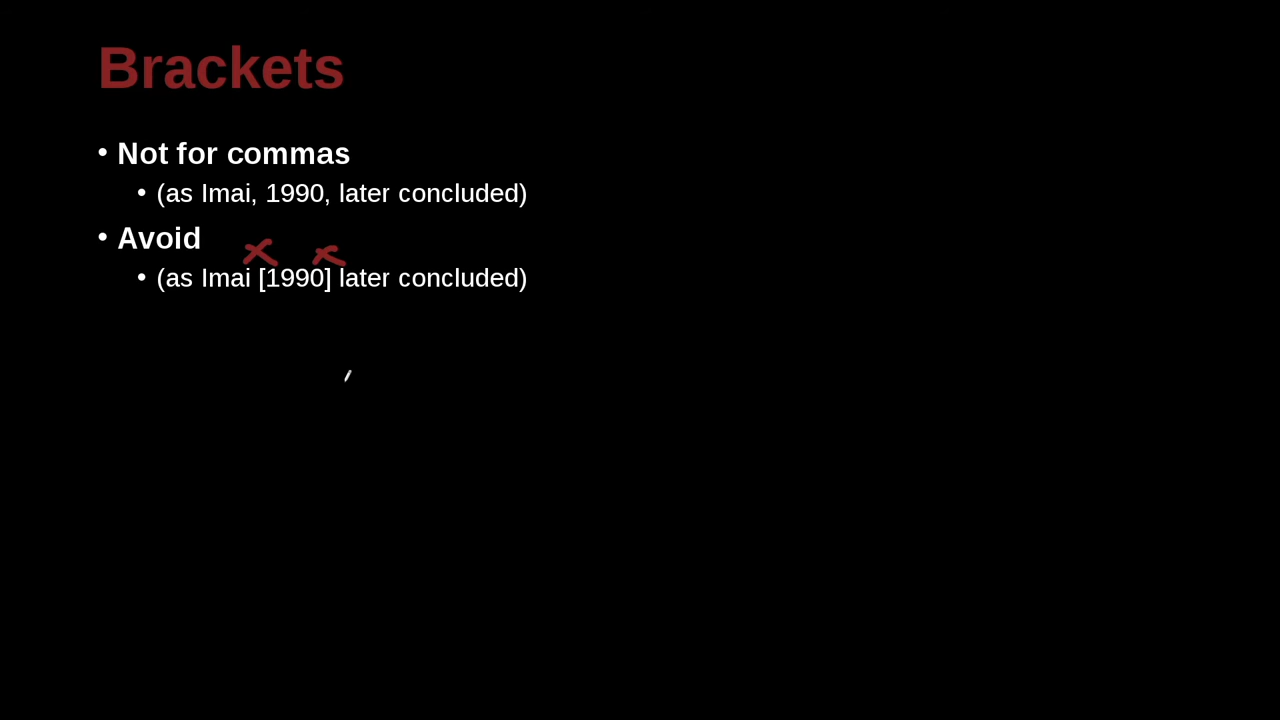 Brackets
• Not for commas
• (as Imai, 1990, later concluded)
• Avoid
• (as Imai [1990] later concluded)